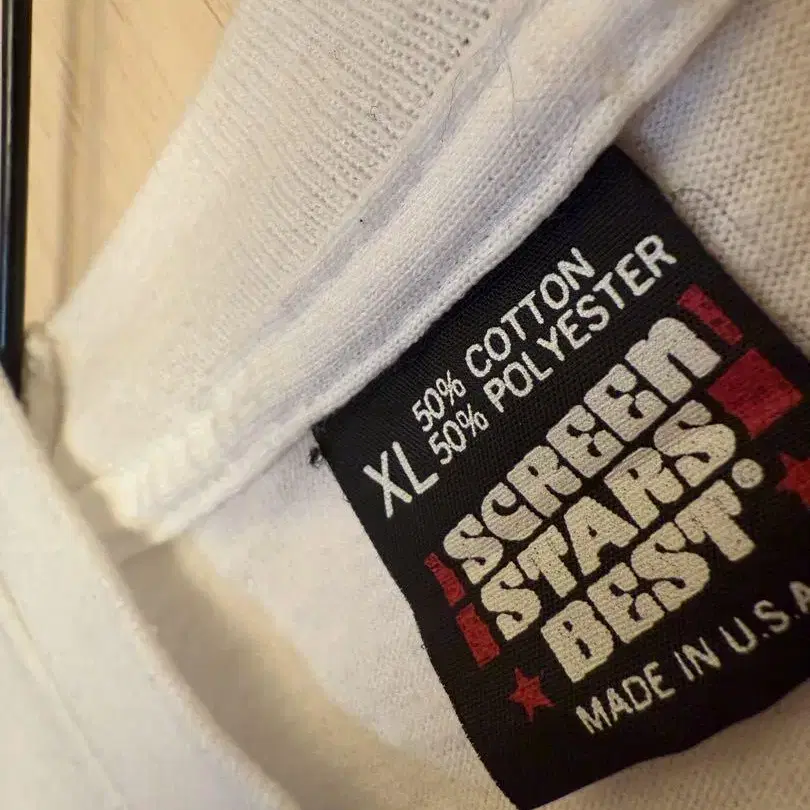 50% COTTON
XL 50% POLYESTER
SCREEN
STARS
BEST®
MADE IN U.S.A